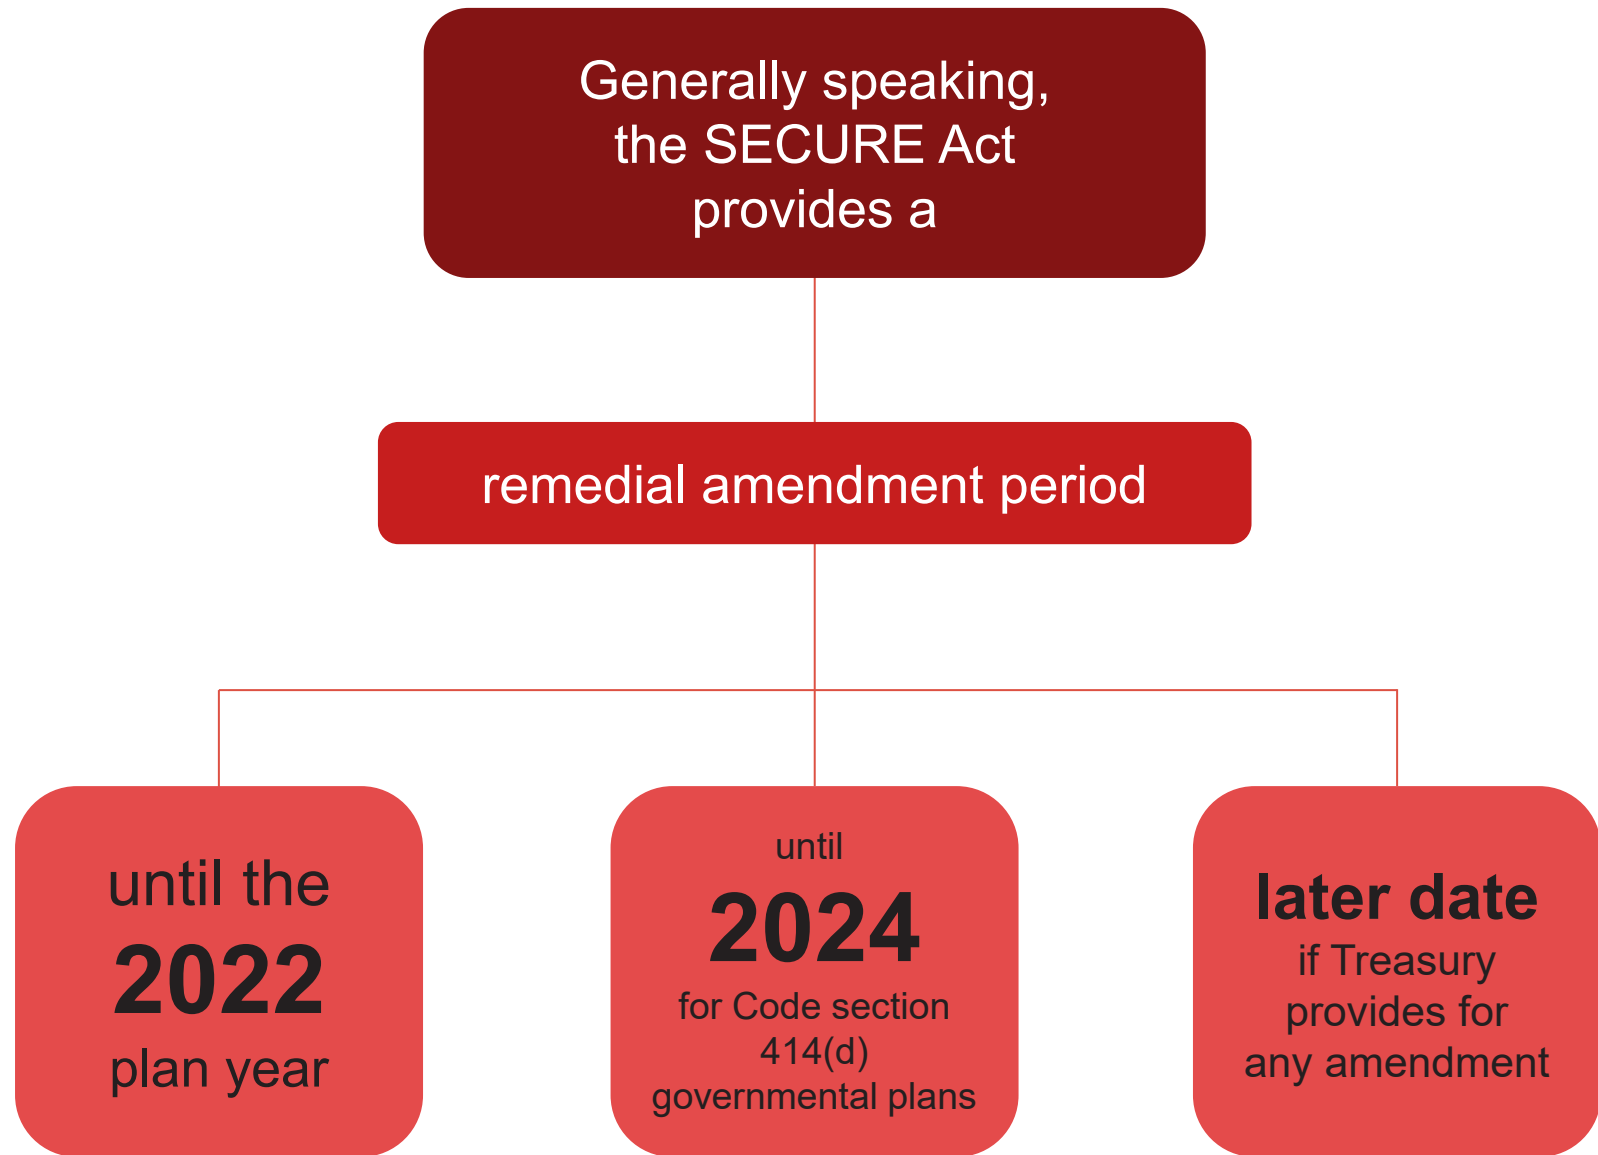 Generally speaking,
the SECURE Act
provides a
remedial amendment period
until the
2022
plan year
until
2024
for Code section
414(d)
governmental plans
later date
if Treasury
provides for
any amendment